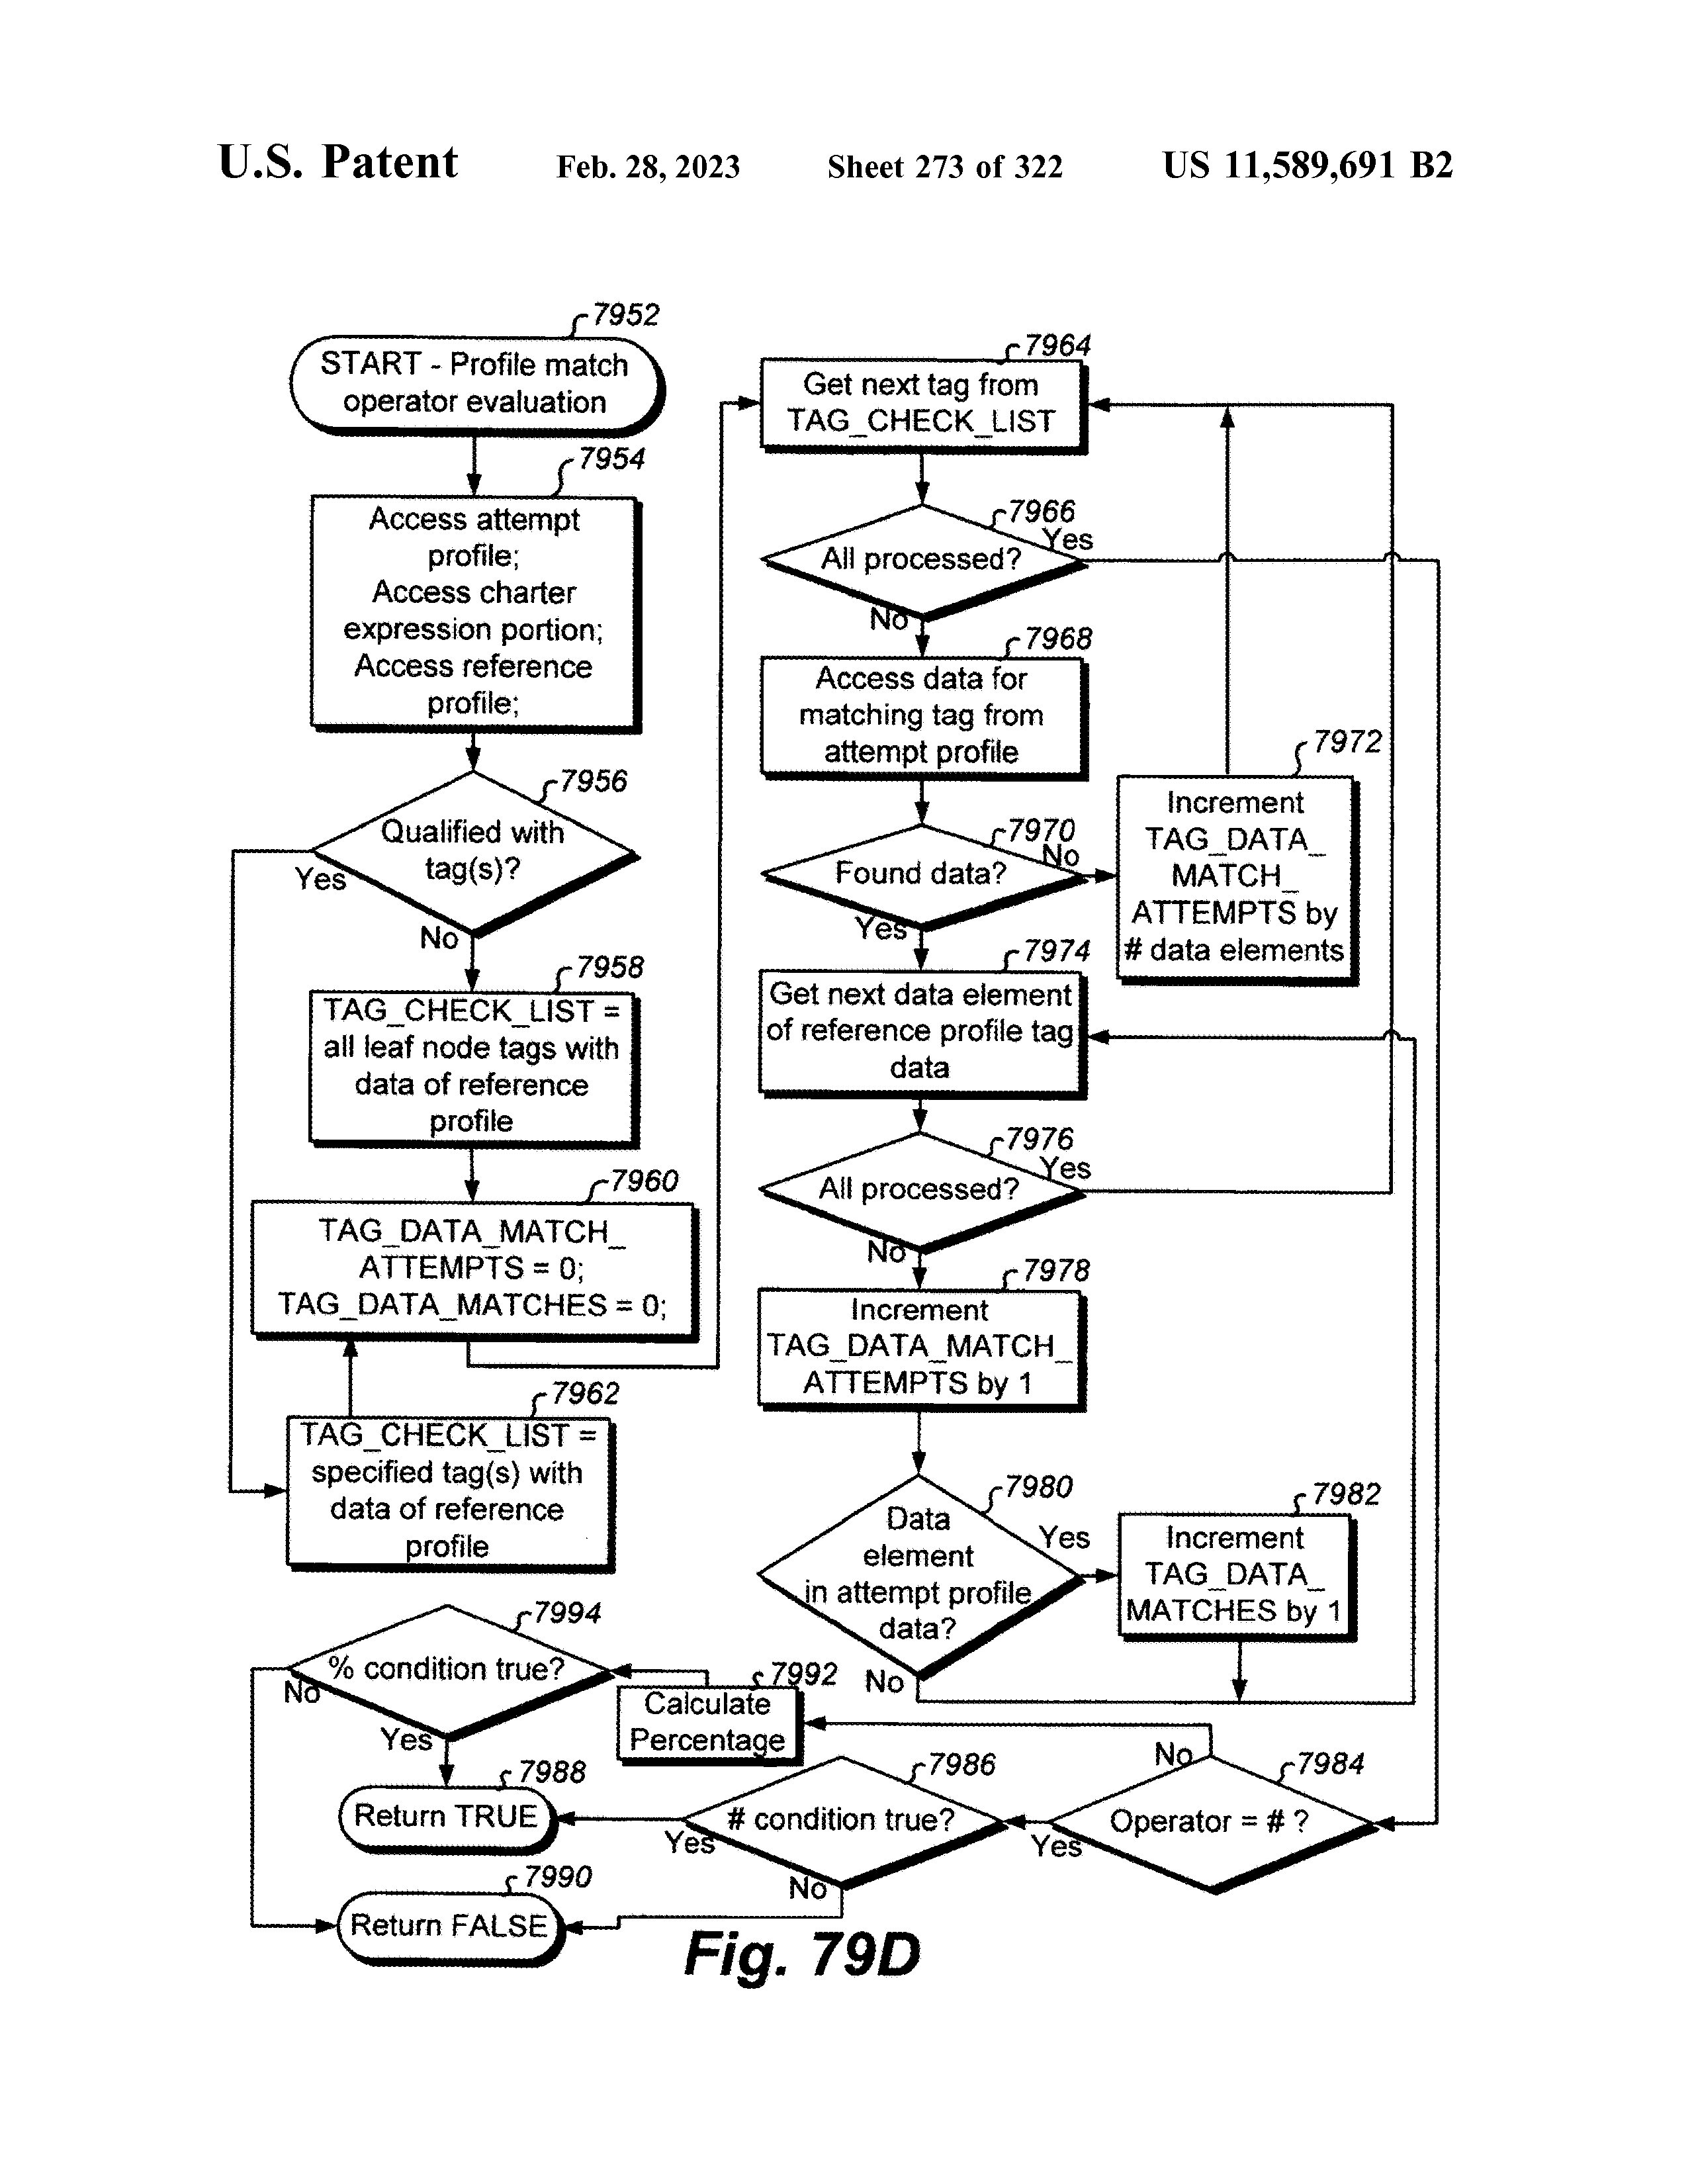 U.S. Patent Feb. 28, 2023 Sheet 273 of 322 US 11,589,691 B2
7952
START - Profile match
operator evaluation
7954
Access attempt
profile;
Access charter
expression portion;
Access reference
profile;
7956
Qualified with
tag(s)?
Yes
No
7958
TAG_CHECK_LIST =
all leaf node tags with
data of reference
profile
7960
TAG_DATA_MATCH_
ATTEMPTS = 0;
TAG_DATA_MATCHES = 0;
7962
TAG_CHECK_LIST =
specified tag(s) with
data of reference
profile
7964
Get next tag from
TAG_CHECK_LIST
7966
Yes
All processed?
No
7968
Access data for
matching tag from
attempt profile
7970
No
Found data?
Yes
7972
Increment
TAG_DATA_
MATCH_
ATTEMPTS by
# data elements
7974
Get next data element
of reference profile tag
data
7976
Yes
All processed?
No
7978
Increment
TAG_DATA_MATCH_
ATTEMPTS by 1
7980
Data
element
in attempt profile
data?
Yes
No
7982
Increment
TAG_DATA_
MATCHES by 1
7984
No
Operator = # ?
Yes
7986
# condition true?
Yes
No
7992
Calculate
Percentage
7994
% condition true?
No
Yes
7988
Return TRUE
7990
Return FALSE
Fig. 79D